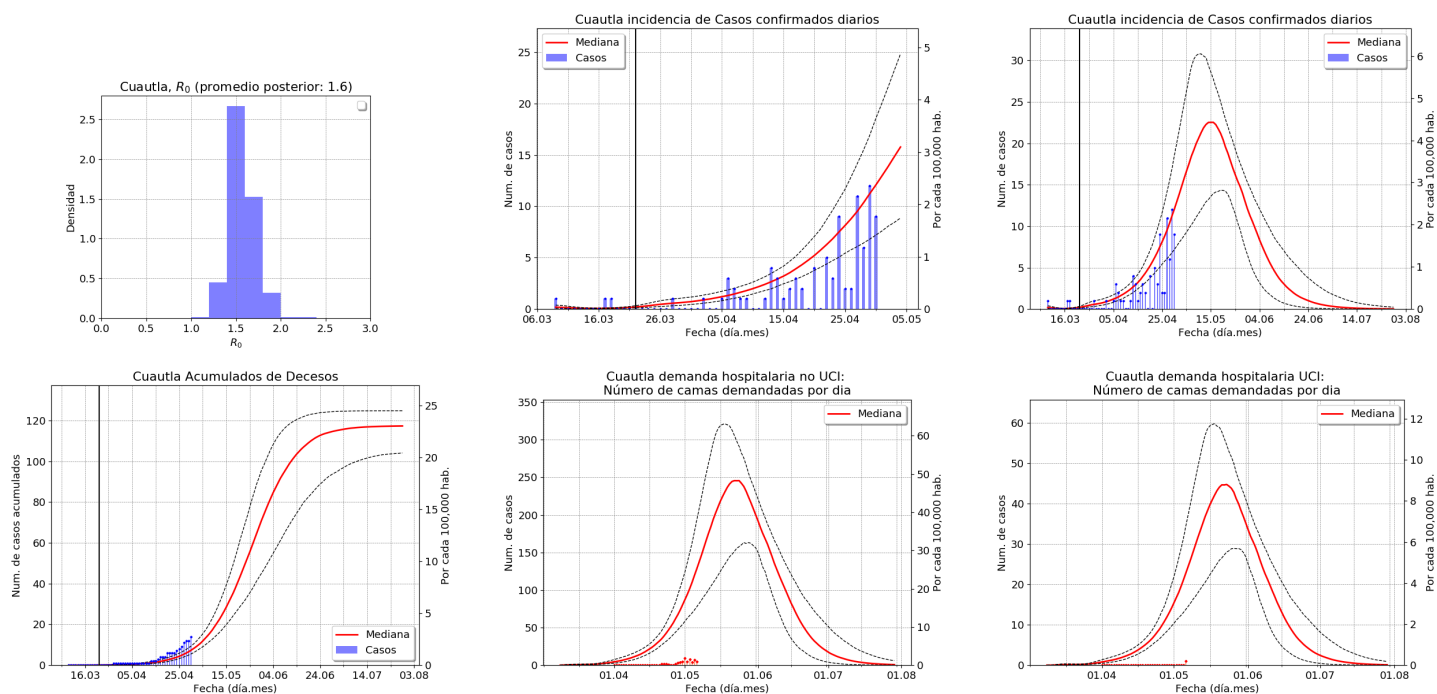 Cuautla, R₀ (promedio posterior: 1.6)
Densidad
2.5
2.0
1.5
1.0
0.5
0.0
0.0 0.5 1.0 1.5 2.0 2.5 3.0
R₀
Cuautla incidencia de Casos confirmados diarios
Mediana
Casos
Num. de casos
25
20
15
10
5
0
5
4
3
2
1
0
Por cada 100,000 hab.
06.03 16.03 26.03 05.04 15.04 25.04 05.05
Fecha (día.mes)
Cuautla incidencia de Casos confirmados diarios
Mediana
Casos
Num. de casos
30
25
20
15
10
5
0
6
5
4
3
2
1
0
Por cada 100,000 hab.
16.03 05.04 25.04 15.05 04.06 24.06 14.07 03.08
Fecha (día.mes)
Cuautla Acumulados de Decesos
Num. de casos acumulados
120
100
80
60
40
20
0
25
20
15
10
5
0
Por cada 100,000 hab.
Mediana
Casos
16.03 05.04 25.04 15.05 04.06 24.06 14.07 03.08
Fecha (día.mes)
Cuautla demanda hospitalaria no UCI:
Número de camas demandadas por dia
Mediana
Num. de casos
350
300
250
200
150
100
50
0
60
50
40
30
20
10
0
Por cada 100,000 hab.
01.04 01.05 01.06 01.07 01.08
Fecha (día.mes)
Cuautla demanda hospitalaria UCI:
Número de camas demandadas por dia
Mediana
Num. de casos
60
50
40
30
20
10
0
12
10
8
6
4
2
0
Por cada 100,000 hab.
01.04 01.05 01.06 01.07 01.08
Fecha (día.mes)